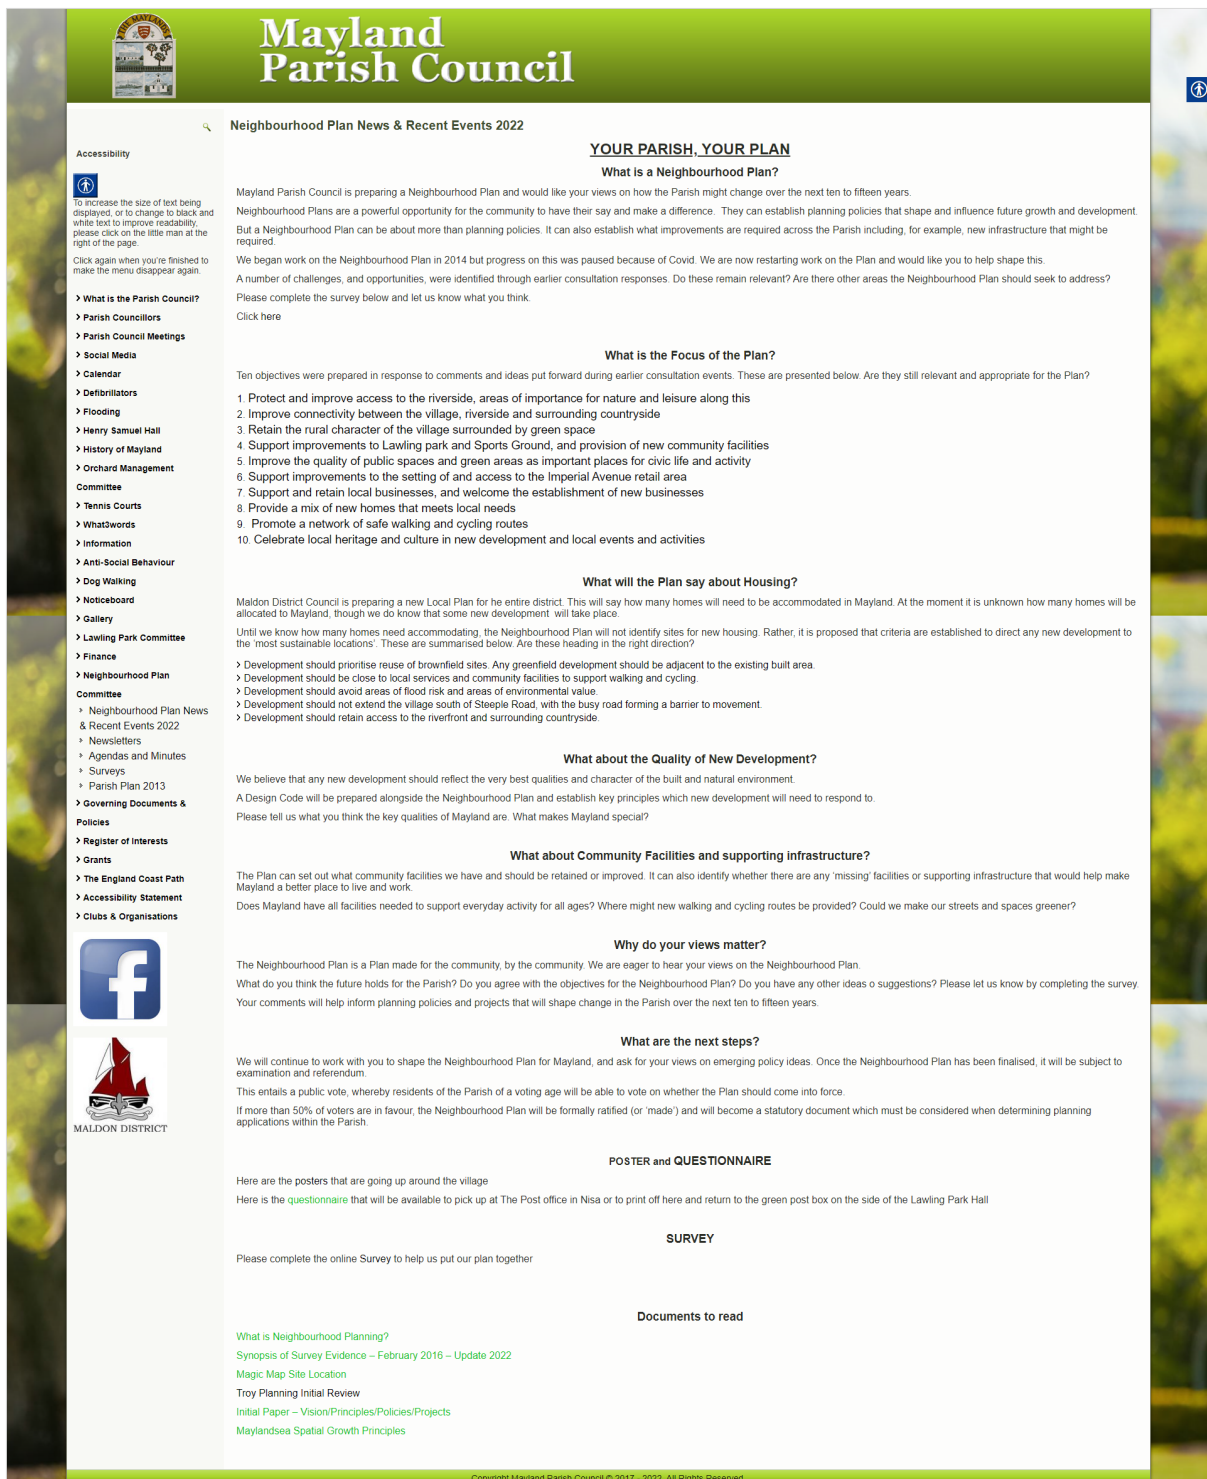 THE MAYLANDS
Mayland
Parish Council
Accessibility
To increase the size of text being
displayed, or to change to black and
white text to improve readability,
please click on the little man at the
right of the page.
Click again when you're finished to
make the menu disappear again.
What is the Parish Council?
Parish Councillors
Parish Council Meetings
Social Media
Calendar
Defibrillators
Flooding
Henry Samuel Hall
History of Mayland
Orchard Management
Committee
Tennis Courts
What3words
Information
Anti-Social Behaviour
Dog Walking
Noticeboard
Gallery
Lawling Park Committee
Finance
Neighbourhood Plan
Committee
Neighbourhood Plan News
& Recent Events 2022
Newsletters
Agendas and Minutes
Surveys
Parish Plan 2013
Governing Documents &
Policies
Register of Interests
Grants
The England Coast Path
Accessibility Statement
Clubs & Organisations
MALDON DISTRICT
Neighbourhood Plan News & Recent Events 2022
YOUR PARISH, YOUR PLAN
What is a Neighbourhood Plan?
Mayland Parish Council is preparing a Neighbourhood Plan and would like your views on how the Parish might change over the next ten to fifteen years.
Neighbourhood Plans are a powerful opportunity for the community to have their say and make a difference. They can establish planning policies that shape and influence future growth and development.
But a Neighbourhood Plan can be about more than planning policies. It can also establish what improvements are required across the Parish including, for example, new infrastructure that might be
required.
We began work on the Neighbourhood Plan in 2014 but progress on this was paused because of Covid. We are now restarting work on the Plan and would like you to help shape this.
A number of challenges, and opportunities, were identified through earlier consultation responses. Do these remain relevant? Are there other areas the Neighbourhood Plan should seek to address?
Please complete the survey below and let us know what you think.
Click here
What is the Focus of the Plan?
Ten objectives were prepared in response to comments and ideas put forward during earlier consultation events. These are presented below. Are they still relevant and appropriate for the Plan?
1. Protect and improve access to the riverside, areas of importance for nature and leisure along this
2. Improve connectivity between the village, riverside and surrounding countryside
3. Retain the rural character of the village surrounded by green space
4. Support improvements to Lawling park and Sports Ground, and provision of new community facilities
5. Improve the quality of public spaces and green areas as important places for civic life and activity
6. Support improvements to the setting of and access to the Imperial Avenue retail area
7. Support and retain local businesses, and welcome the establishment of new businesses
8. Provide a mix of new homes that meets local needs
9. Promote a network of safe walking and cycling routes
10. Celebrate local heritage and culture in new development and local events and activities
What will the Plan say about Housing?
Maldon District Council is preparing a new Local Plan for he entire district. This will say how many homes will need to be accommodated in Mayland. At the moment it is unknown how many homes will be
allocated to Mayland, though we do know that some new development will take place.
Until we know how many homes need accommodating, the Neighbourhood Plan will not identify sites for new housing. Rather, it is proposed that criteria are established to direct any new development to
the 'most sustainable locations'. These are summarised below. Are these heading in the right direction?
Development should prioritise reuse of brownfield sites. Any greenfield development should be adjacent to the existing built area.
Development should be close to local services and community facilities to support walking and cycling.
Development should avoid areas of flood risk and areas of environmental value.
Development should not extend the village south of Steeple Road, with the busy road forming a barrier to movement.
Development should retain access to the riverfront and surrounding countryside.
What about the Quality of New Development?
We believe that any new development should reflect the very best qualities and character of the built and natural environment.
A Design Code will be prepared alongside the Neighbourhood Plan and establish key principles which new development will need to respond to.
Please tell us what you think the key qualities of Mayland are. What makes Mayland special?
What about Community Facilities and supporting infrastructure?
The Plan can set out what community facilities we have and should be retained or improved. It can also identify whether there are any 'missing' facilities or supporting infrastructure that would help make
Mayland a better place to live and work.
Does Mayland have all facilities needed to support everyday activity for all ages? Where might new walking and cycling routes be provided? Could we make our streets and spaces greener?
Why do your views matter?
The Neighbourhood Plan is a Plan made for the community, by the community. We are eager to hear your views on the Neighbourhood Plan.
What do you think the future holds for the Parish? Do you agree with the objectives for the Neighbourhood Plan? Do you have any other ideas o suggestions? Please let us know by completing the survey.
Your comments will help inform planning policies and projects that will shape change in the Parish over the next ten to fifteen years.
What are the next steps?
We will continue to work with you to shape the Neighbourhood Plan for Mayland, and ask for your views on emerging policy ideas. Once the Neighbourhood Plan has been finalised, it will be subject to
examination and referendum.
This entails a public vote, whereby residents of the Parish of a voting age will be able to vote on whether the Plan should come into force.
If more than 50% of voters are in favour, the Neighbourhood Plan will be formally ratified (or 'made') and will become a statutory document which must be considered when determining planning
applications within the Parish.
POSTER and QUESTIONNAIRE
Here are the posters that are going up around the village
Here is the questionnaire that will be available to pick up at The Post office in Nisa or to print off here and return to the green post box on the side of the Lawling Park Hall
SURVEY
Please complete the online Survey to help us put our plan together
Documents to read
What is Neighbourhood Planning?
Synopsis of Survey Evidence – February 2016 – Update 2022
Magic Map Site Location
Troy Planning Initial Review
Initial Paper – Vision/Principles/Policies/Projects
Maylandsea Spatial Growth Principles
Copyright Mayland Parish Council © 2017 - 2022. All Rights Reserved